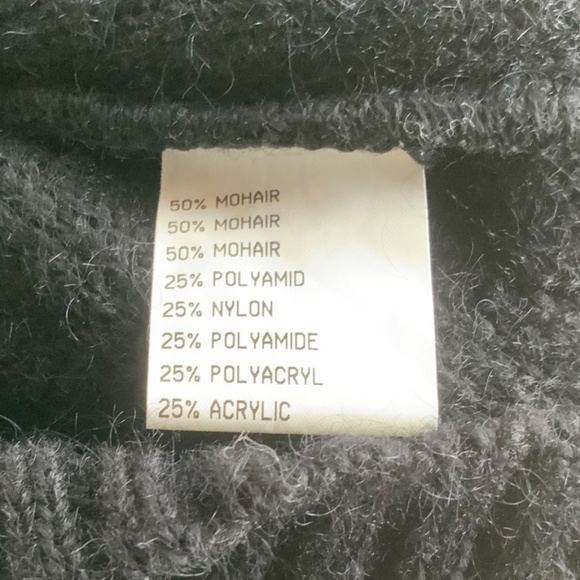 50% MOHAIR
50% MOHAIR
50% MOHAIR
25% POLYAMID
25% NYLON
25% POLYAMIDE
25% POLYACRYL
25% ACRYLIC